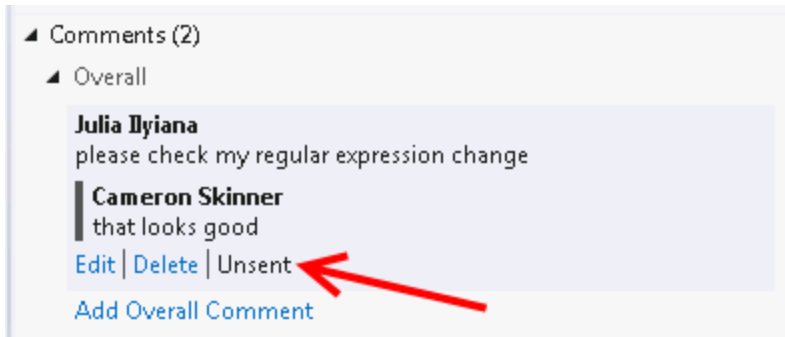 Comments (2)
Overall
Julia Ilyiana
please check my regular expression change
Cameron Skinner
that looks good
Edit | Delete | Unsent
Add Overall Comment